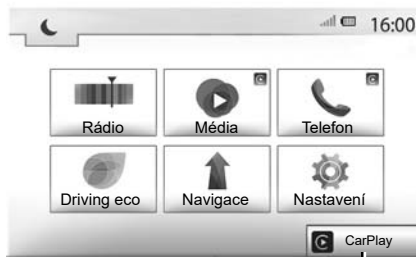 16:00
Rádio
Média
Telefon
Driving eco
Navigace
Nastavení
CarPlay